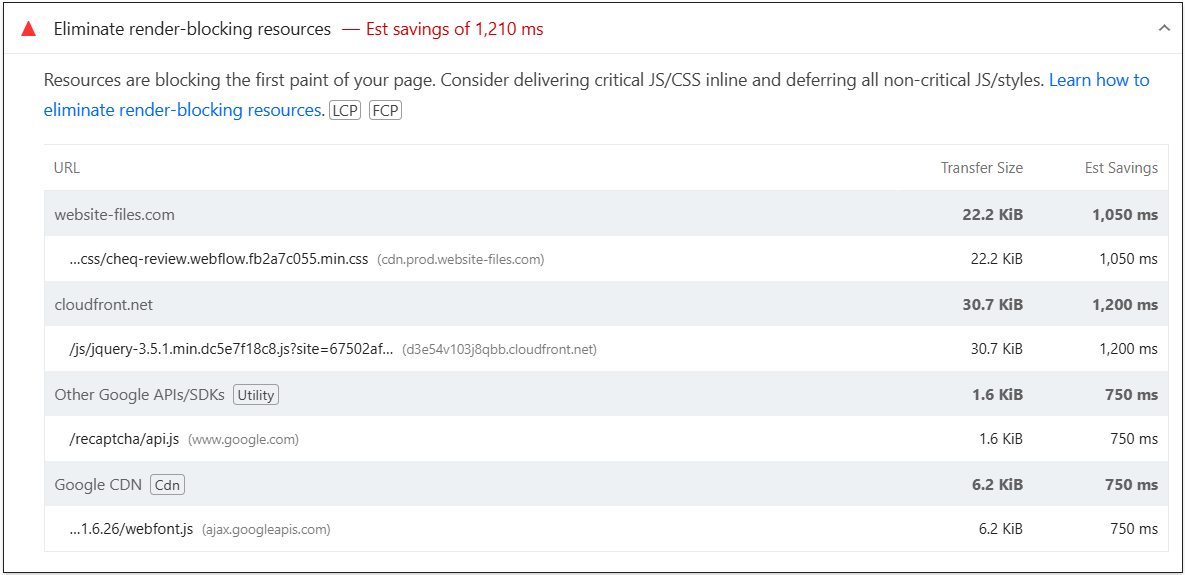 Eliminate render-blocking resources — Est savings of 1,210 ms
Resources are blocking the first paint of your page. Consider delivering critical JS/CSS inline and deferring all non-critical JS/styles. Learn how to
eliminate render-blocking resources. LCP FCP
URL Transfer Size Est Savings
website-files.com 22.2 KiB 1,050 ms
...css/cheq-review.webflow.fb2a7c055.min.css (cdn.prod.website-files.com) 22.2 KiB 1,050 ms
cloudfront.net 30.7 KiB 1,200 ms
/js/jquery-3.5.1.min.dc5e7f18c8.js?site=67502af... (d3e54v103j8qbb.cloudfront.net) 30.7 KiB 1,200 ms
Other Google APIs/SDKs Utility 1.6 KiB 750 ms
/recaptcha/api.js (www.google.com) 1.6 KiB 750 ms
Google CDN Cdn 6.2 KiB 750 ms
...1.6.26/webfont.js (ajax.googleapis.com) 6.2 KiB 750 ms